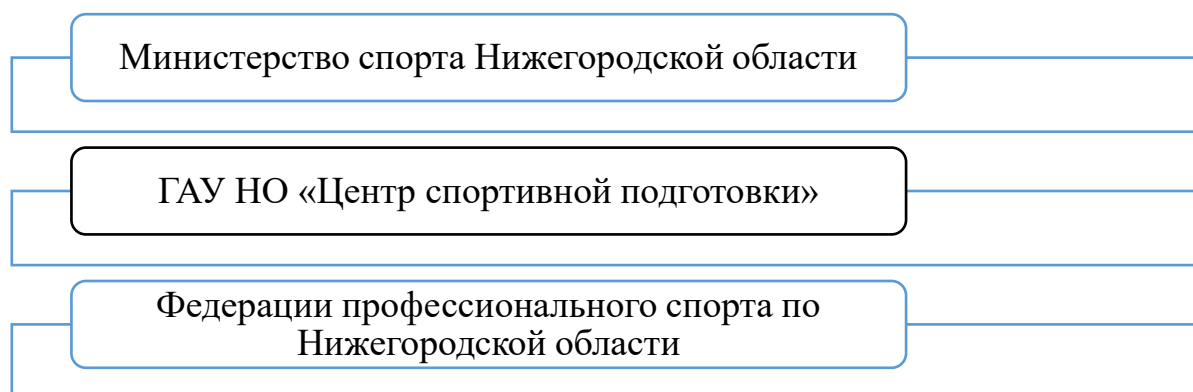 Министерство спорта Нижегородской области
ГАУ НО «Центр спортивной подготовки»
Федерации профессионального спорта по
Нижегородской области